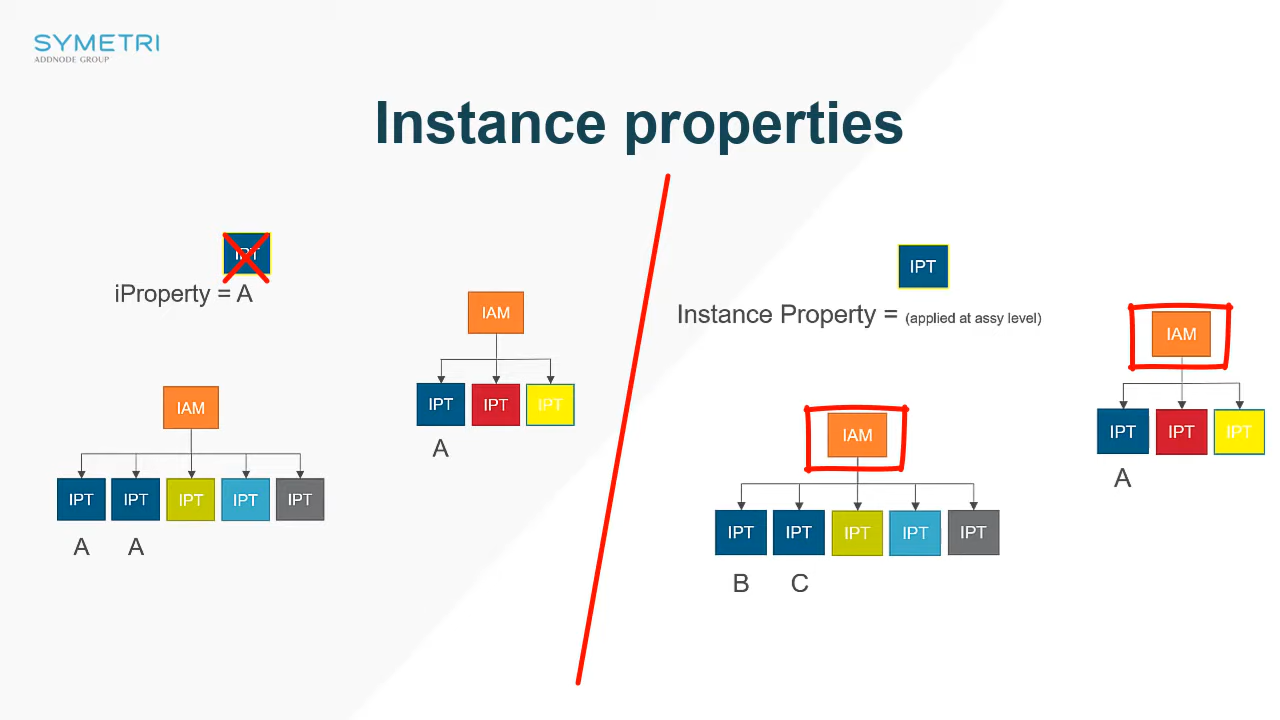 SYMETRI
ADDNODE GROUP
Instance properties
IPT
iProperty = A
IAM
IPT IPT IPT
A
IAM
IPT IPT IPT IPT IPT
A A
IPT
Instance Property = (applied at assy level)
IAM
IPT IPT IPT
A
IAM
IPT IPT IPT IPT IPT
B C